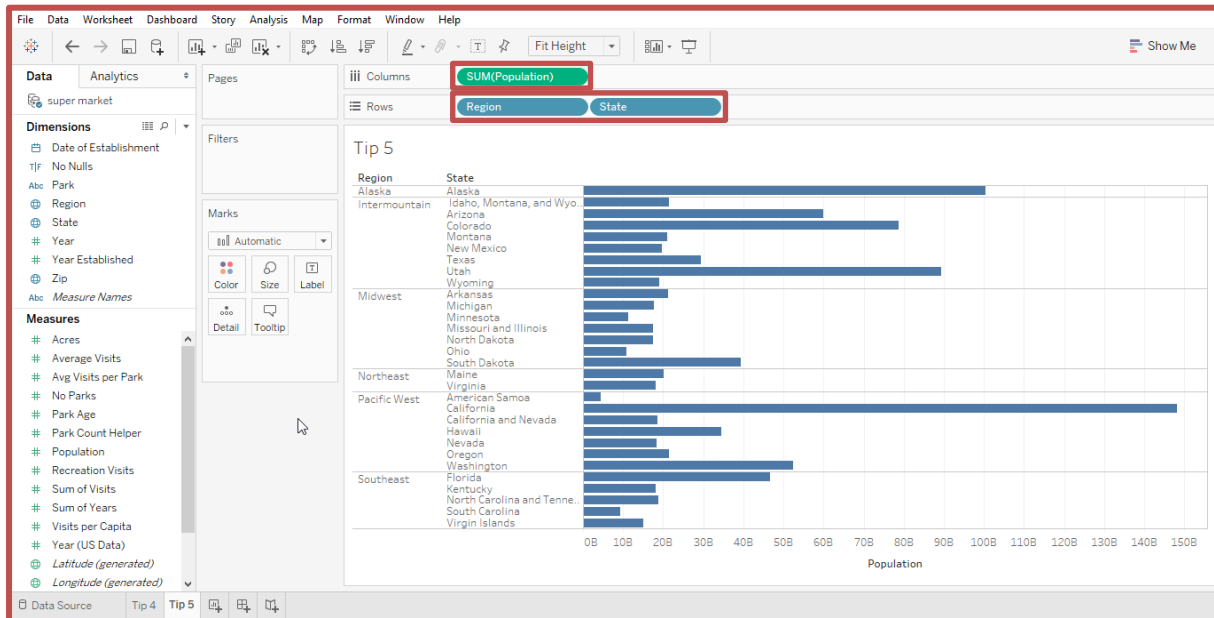 File Data Worksheet Dashboard Story Analysis Map Format Window Help
Fit Height
Show Me
Data Analytics
super market
Dimensions
Date of Establishment
T|F No Nulls
Abc Park
Region
State
# Year
# Year Established
Zip
Abc Measure Names
Measures
# Acres
# Average Visits
# Avg Visits per Park
# No Parks
# Park Age
# Park Count Helper
# Population
# Recreation Visits
# Sum of Visits
# Sum of Years
# Visits per Capita
# Year (US Data)
Latitude (generated)
Longitude (generated)
Pages
Filters
Marks
Automatic
Color Size Label
Detail Tooltip
Columns SUM(Population)
Rows Region State
Tip 5
Region State
Alaska Alaska
Intermountain Idaho, Montana, and Wyo..
Arizona
Colorado
Montana
New Mexico
Texas
Utah
Wyoming
Midwest Arkansas
Michigan
Minnesota
Missouri and Illinois
North Dakota
Ohio
South Dakota
Northeast Maine
Virginia
Pacific West American Samoa
California
California and Nevada
Hawaii
Nevada
Oregon
Washington
Southeast Florida
Kentucky
North Carolina and Tenne..
South Carolina
Virgin Islands
0B 10B 20B 30B 40B 50B 60B 70B 80B 90B 100B 110B 120B 130B 140B 150B
Population
Data Source Tip 4 Tip 5